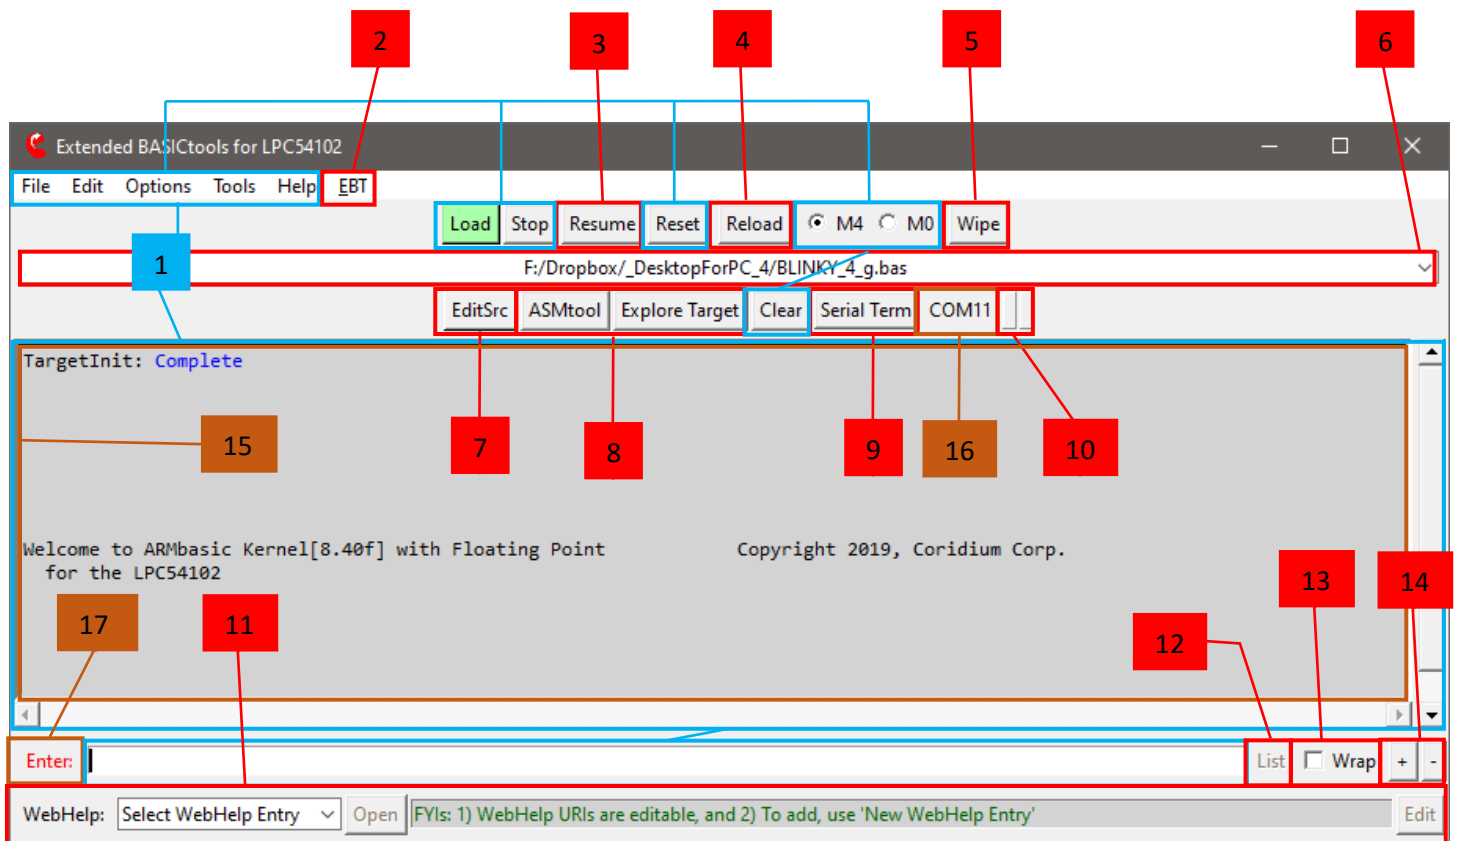 2 3 4 5 6
Extended BASICtools for LPC54102
File Edit Options Tools Help EBT
Load Stop Resume Reset Reload M4 M0 Wipe
1
F:/Dropbox/_DesktopForPC_4/BLINKY_4_g.bas
EditSrc ASMtool Explore Target Clear Serial Term COM11
TargetInit: Complete
15 7 8 9 16 10
Welcome to ARMbasic Kernel[8.40f] with Floating Point Copyright 2019, Coridium Corp.
for the LPC54102
13 14
17 11 12
Enter: List Wrap + -
WebHelp: Select WebHelp Entry Open FYIs: 1) WebHelp URIs are editable, and 2) To add, use 'New WebHelp Entry' Edit